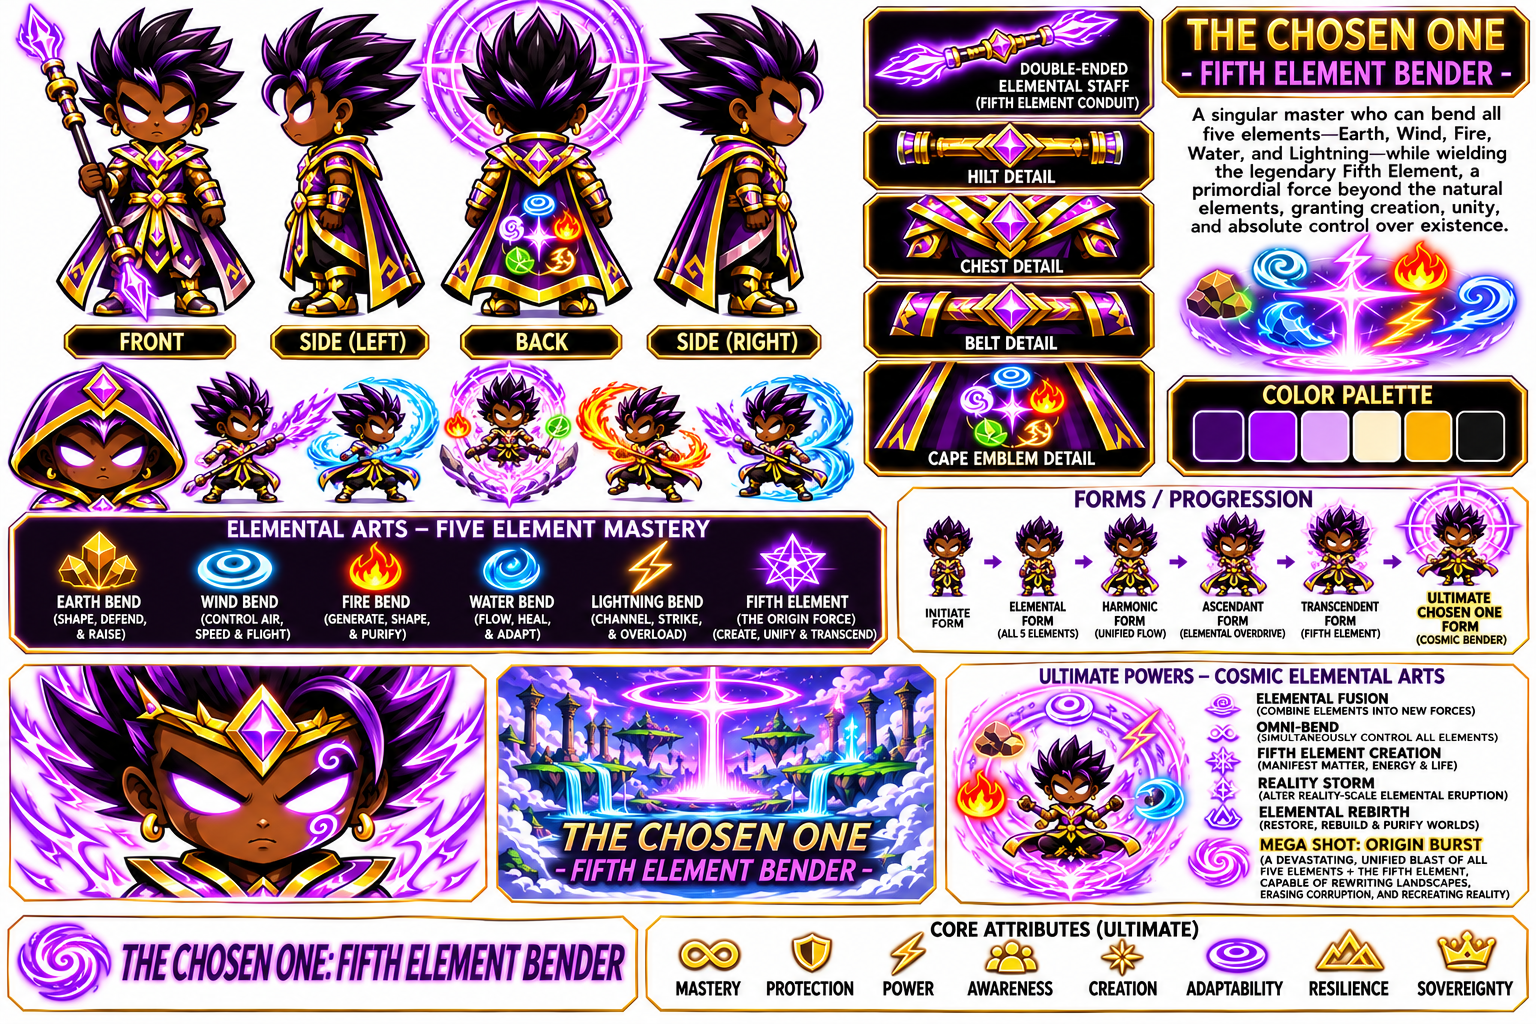 FRONT
SIDE (LEFT)
BACK
SIDE (RIGHT)
DOUBLE-ENDED
ELEMENTAL STAFF
(FIFTH ELEMENT CONDUIT)
HILT DETAIL
CHEST DETAIL
BELT DETAIL
CAPE EMBLEM DETAIL
THE CHOSEN ONE
- FIFTH ELEMENT BENDER -
A singular master who can bend all
five elements—Earth, Wind, Fire,
Water, and Lightning—while wielding
the legendary Fifth Element, a
primordial force beyond the natural
elements, granting creation, unity,
and absolute control over existence.
COLOR PALETTE
ELEMENTAL ARTS – FIVE ELEMENT MASTERY
EARTH BEND
(SHAPE, DEFEND,
& RAISE)
WIND BEND
(CONTROL AIR,
SPEED & FLIGHT)
FIRE BEND
(GENERATE, SHAPE,
& PURIFY)
WATER BEND
(FLOW, HEAL,
& ADAPT)
LIGHTNING BEND
(CHANNEL, STRIKE,
& OVERLOAD)
FIFTH ELEMENT
(THE ORIGIN FORCE)
(CREATE, UNIFY & TRANSCEND)
FORMS / PROGRESSION
INITIATE
FORM
ELEMENTAL
FORM
(ALL 5 ELEMENTS)
HARMONIC
FORM
(UNIFIED FLOW)
ASCENDANT
FORM
(ELEMENTAL OVERDRIVE)
TRANSCENDENT
FORM
(FIFTH ELEMENT)
ULTIMATE
CHOSEN ONE
FORM
(COSMIC BENDER)
THE CHOSEN ONE
- FIFTH ELEMENT BENDER -
ULTIMATE POWERS – COSMIC ELEMENTAL ARTS
ELEMENTAL FUSION
(COMBINE ELEMENTS INTO NEW FORCES)
OMNI-BEND
(SIMULTANEOUSLY CONTROL ALL ELEMENTS)
FIFTH ELEMENT CREATION
(MANIFEST MATTER, ENERGY & LIFE)
REALITY STORM
(ALTER REALITY-SCALE ELEMENTAL ERUPTION)
ELEMENTAL REBIRTH
(RESTORE, REBUILD & PURIFY WORLDS)
MEGA SHOT: ORIGIN BURST
(A DEVASTATING, UNIFIED BLAST OF ALL
FIVE ELEMENTS + THE FIFTH ELEMENT,
CAPABLE OF REWRITING LANDSCAPES,
ERASING CORRUPTION, AND RECREATING REALITY)
THE CHOSEN ONE: FIFTH ELEMENT BENDER
CORE ATTRIBUTES (ULTIMATE)
MASTERY
PROTECTION
POWER
AWARENESS
CREATION
ADAPTABILITY
RESILIENCE
SOVEREIGNTY